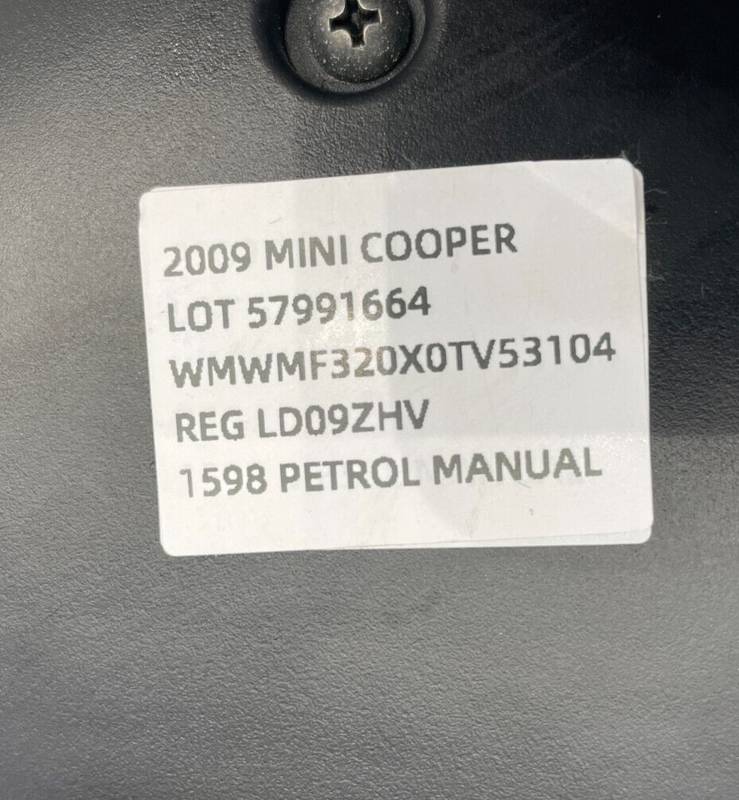 2009 MINI COOPER
LOT 57991664
WMWMF320X0TV53104
REG LD09ZHV
1598 PETROL MANUAL